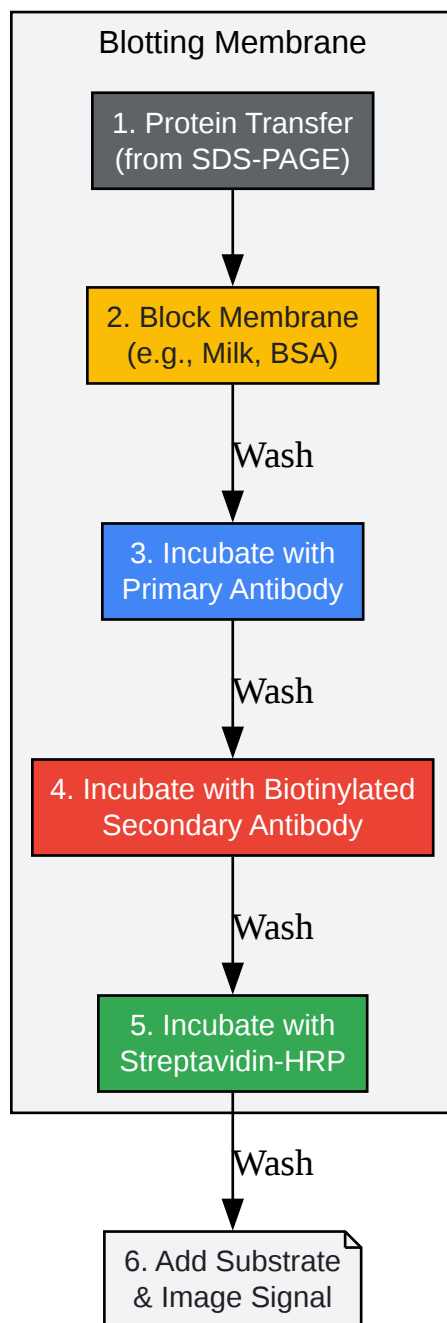 Blotting Membrane
1. Protein Transfer
(from SDS-PAGE)
2. Block Membrane
(e.g., Milk, BSA)
Wash
3. Incubate with
Primary Antibody
Wash
4. Incubate with Biotinylated
Secondary Antibody
Wash
5. Incubate with
Streptavidin-HRP
Wash
6. Add Substrate
& Image Signal